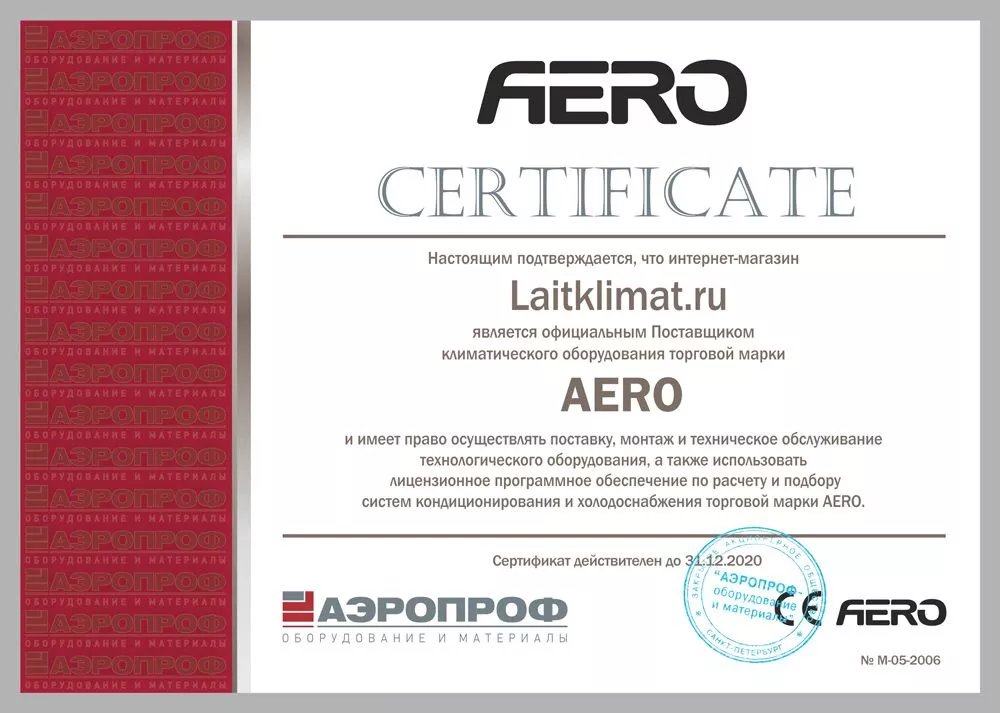 АЭРОПРОФ
ОБОРУДОВАНИЕ И МАТЕРИАЛЫ
АЭРОПРОФ
ОБОРУДОВАНИЕ И МАТЕРИАЛЫ
АЭРОПРОФ
ОБОРУДОВАНИЕ И МАТЕРИАЛЫ
АЭРОПРОФ
ОБОРУДОВАНИЕ И МАТЕРИАЛЫ
АЭРОПРОФ
ОБОРУДОВАНИЕ И МАТЕРИАЛЫ
АЭРОПРОФ
ОБОРУДОВАНИЕ И МАТЕРИАЛЫ
АЭРОПРОФ
ОБОРУДОВАНИЕ И МАТЕРИАЛЫ
АЭРОПРОФ
ОБОРУДОВАНИЕ И МАТЕРИАЛЫ
АЭРОПРОФ
ОБОРУДОВАНИЕ И МАТЕРИАЛЫ
АЭРОПРОФ
ОБОРУДОВАНИЕ И МАТЕРИАЛЫ
АЭРОПРОФ
ОБОРУДОВАНИЕ И МАТЕРИАЛЫ
АЭРОПРОФ
ОБОРУДОВАНИЕ И МАТЕРИАЛЫ
АЭРОПРОФ
ОБОРУДОВАНИЕ И МАТЕРИАЛЫ
АЭРОПРОФ
ОБОРУДОВАНИЕ И МАТЕРИАЛЫ
АЭРОПРОФ
ОБОРУДОВАНИЕ И МАТЕРИАЛЫ
АЭРОПРОФ
ОБОРУДОВАНИЕ И МАТЕРИАЛЫ
AERO
CERTIFICATE
Настоящим подтверждается, что интернет-магазин
Laitklimat.ru
является официальным Поставщиком
климатического оборудования торговой марки
AERO
и имеет право осуществлять поставку, монтаж и техническое обслуживание
технологического оборудования, а также использовать
лицензионное программное обеспечение по расчету и подбору
систем кондиционирования и холодоснабжения торговой марки AERO.
Сертификат действителен до 31.12.2020
АЭРОПРОФ
ОБОРУДОВАНИЕ И МАТЕРИАЛЫ
ЗАКРЫТОЕ АКЦИОНЕРНОЕ
"АЭРОПРОФ-
оборудование
и материалы"
САНКТ-ПЕТЕРБУРГ
CE AERO
№ М-05-2006